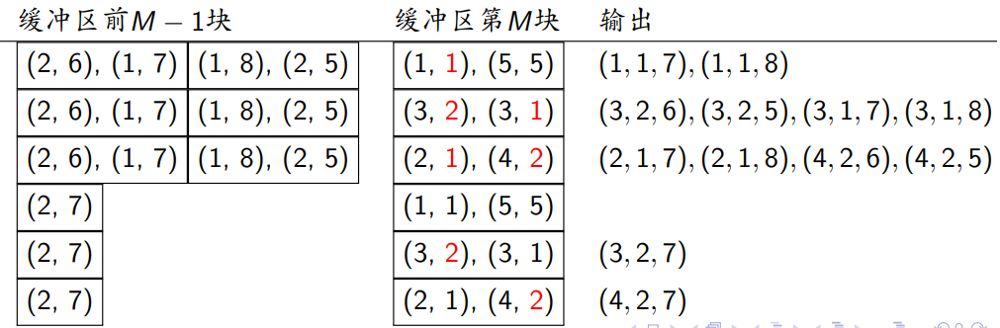 缓冲区前M − 1块 缓冲区第M块 输出
(2, 6), (1, 7) (1, 8), (2, 5) (1, 1), (5, 5) (1, 1, 7), (1, 1, 8)
(2, 6), (1, 7) (1, 8), (2, 5) (3, 2), (3, 1) (3, 2, 6), (3, 2, 5), (3, 1, 7), (3, 1, 8)
(2, 6), (1, 7) (1, 8), (2, 5) (2, 1), (4, 2) (2, 1, 7), (2, 1, 8), (4, 2, 6), (4, 2, 5)
(2, 7) (1, 1), (5, 5)
(2, 7) (3, 2), (3, 1) (3, 2, 7)
(2, 7) (2, 1), (4, 2) (4, 2, 7)